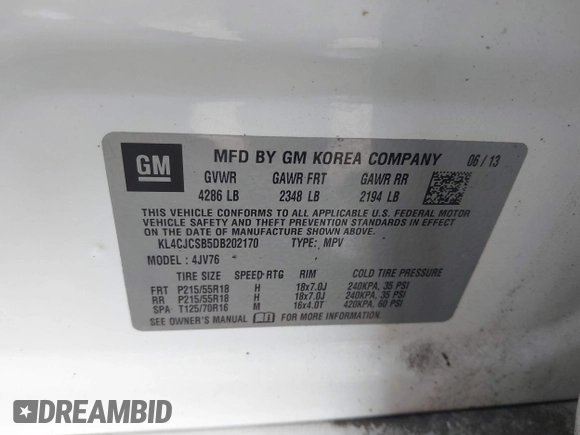 GM
MFD BY GM KOREA COMPANY 06 / 13
GVWR GAWR FRT GAWR RR
4286 LB 2348 LB 2194 LB
THIS VEHICLE CONFORMS TO ALL APPLICABLE U.S. FEDERAL MOTOR
VEHICLE SAFETY AND THEFT PREVENTION STANDARDS IN EFFECT
ON THE DATE OF MANUFACTURE SHOWN ABOVE.
KL4CJCSB5DB202170 TYPE: MPV
MODEL: 4JV76
TIRE SIZE SPEED RTG RIM COLD TIRE PRESSURE
FRT P215/55R18 H 18x7.0J 240KPA, 35 PSI
RR P215/55R18 H 18x7.0J 240KPA, 35 PSI
SPA T125/70R16 M 16x4.0T 420KPA, 60 PSI
SEE OWNER'S MANUAL FOR MORE INFORMATION.
DREAMBID